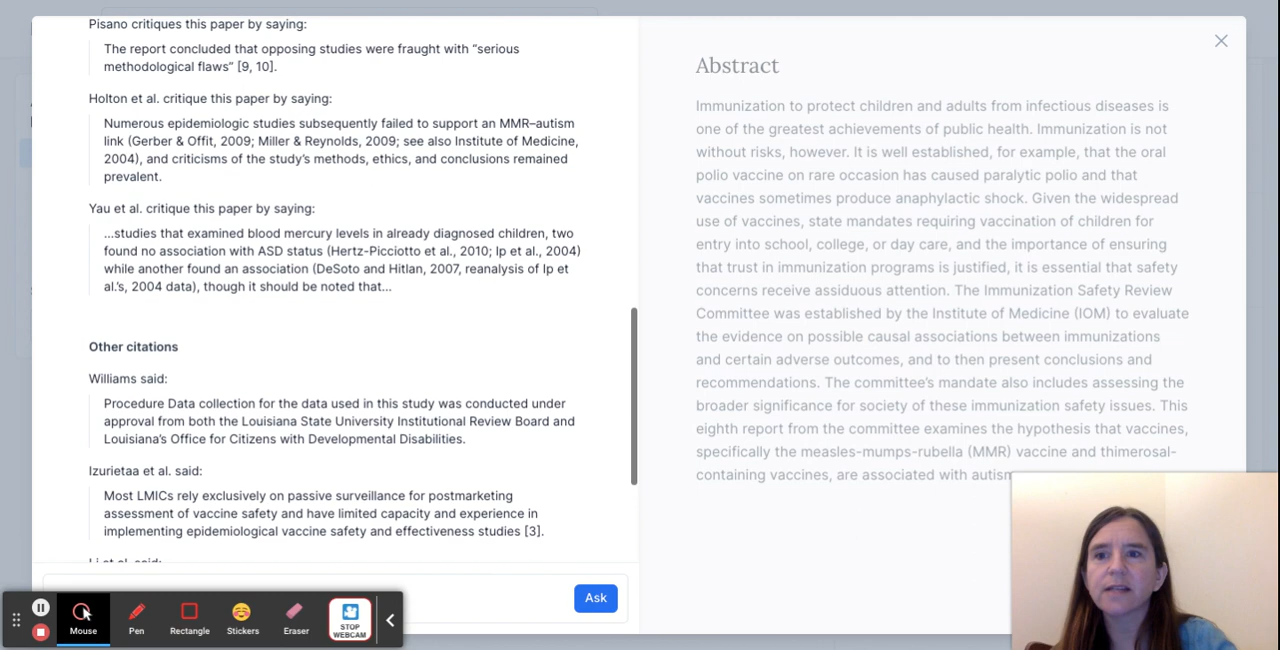 Pisano critiques this paper by saying:
The report concluded that opposing studies were fraught with “serious
methodological flaws” [9, 10].
Holton et al. critique this paper by saying:
Numerous epidemiologic studies subsequently failed to support an MMR–autism
link (Gerber & Offit, 2009; Miller & Reynolds, 2009; see also Institute of Medicine,
2004), and criticisms of the study’s methods, ethics, and conclusions remained
prevalent.
Yau et al. critique this paper by saying:
...studies that examined blood mercury levels in already diagnosed children, two
found no association with ASD status (Hertz-Picciotto et al., 2010; Ip et al., 2004)
while another found an association (DeSoto and Hitlan, 2007, reanalysis of Ip et
al.’s, 2004 data), though it should be noted that...
Other citations
Williams said:
Procedure Data collection for the data used in this study was conducted under
approval from both the Louisiana State University Institutional Review Board and
Louisiana’s Office for Citizens with Developmental Disabilities.
Izurietaa et al. said:
Most LMICs rely exclusively on passive surveillance for postmarketing
assessment of vaccine safety and have limited capacity and experience in
implementing epidemiological vaccine safety and effectiveness studies [3].
Li et al. said:
Ask
Mouse
Pen
Rectangle
Stickers
Eraser
STOP
WEBCAM
Abstract
Immunization to protect children and adults from infectious diseases is
one of the greatest achievements of public health. Immunization is not
without risks, however. It is well established, for example, that the oral
polio vaccine on rare occasion has caused paralytic polio and that
vaccines sometimes produce anaphylactic shock. Given the widespread
use of vaccines, state mandates requiring vaccination of children for
entry into school, college, or day care, and the importance of ensuring
that trust in immunization programs is justified, it is essential that safety
concerns receive assiduous attention. The Immunization Safety Review
Committee was established by the Institute of Medicine (IOM) to evaluate
the evidence on possible causal associations between immunizations
and certain adverse outcomes, and to then present conclusions and
recommendations. The committee’s mandate also includes assessing the
broader significance for society of these immunization safety issues. This
eighth report from the committee examines the hypothesis that vaccines,
specifically the measles-mumps-rubella (MMR) vaccine and thimerosal-
containing vaccines, are associated with autism